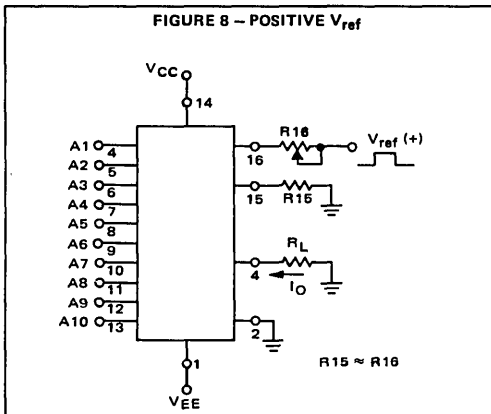 FIGURE 8 – POSITIVE Vref
VCC
14
A1 4
A2 5
A3 6
A4 7
A5 8
A6 9
A7 10
A8 11
A9 12
A10 13
16 R16 Vref (+)
15 R15
RL
4 IO
2
1
VEE
R15 ≈ R16